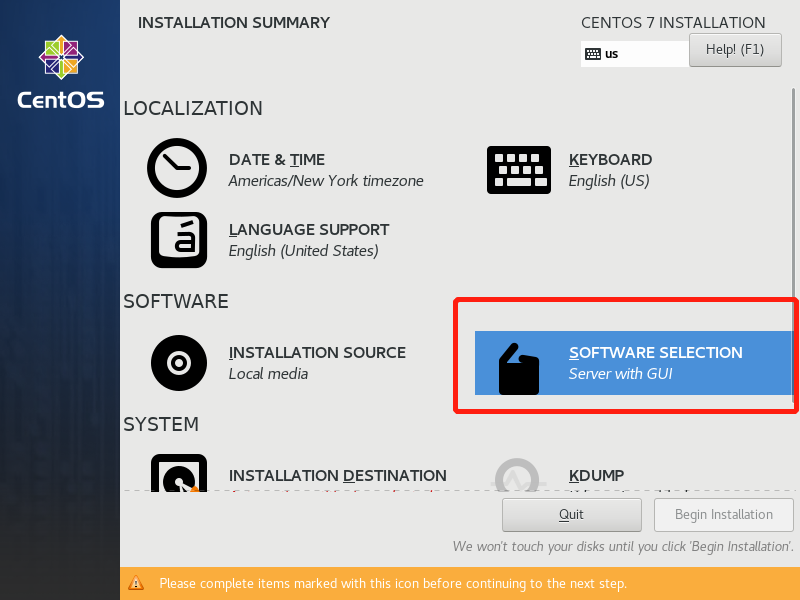 INSTALLATION SUMMARY
CENTOS 7 INSTALLATION
us
Help! (F1)
CentOS
LOCALIZATION
DATE & TIME
Americas/New York timezone
KEYBOARD
English (US)
LANGUAGE SUPPORT
English (United States)
SOFTWARE
INSTALLATION SOURCE
Local media
SOFTWARE SELECTION
Server with GUI
SYSTEM
INSTALLATION DESTINATION
KDUMP
Quit
Begin Installation
We won't touch your disks until you click 'Begin Installation'.
Please complete items marked with this icon before continuing to the next step.